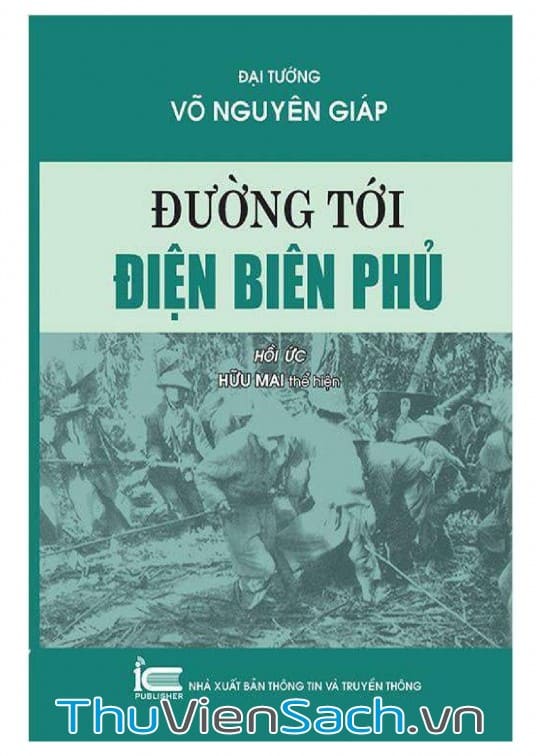 ĐẠI TƯỚNG
VÕ NGUYÊN GIÁP
ĐƯỜNG TỚI
ĐIỆN BIÊN PHỦ
HỒI ỨC
HỮU MAI thể hiện
ic
PUBLISHER
NHÀ XUẤT BẢN THÔNG TIN VÀ TRUYỀN THÔNG
ThuVienSach.vn